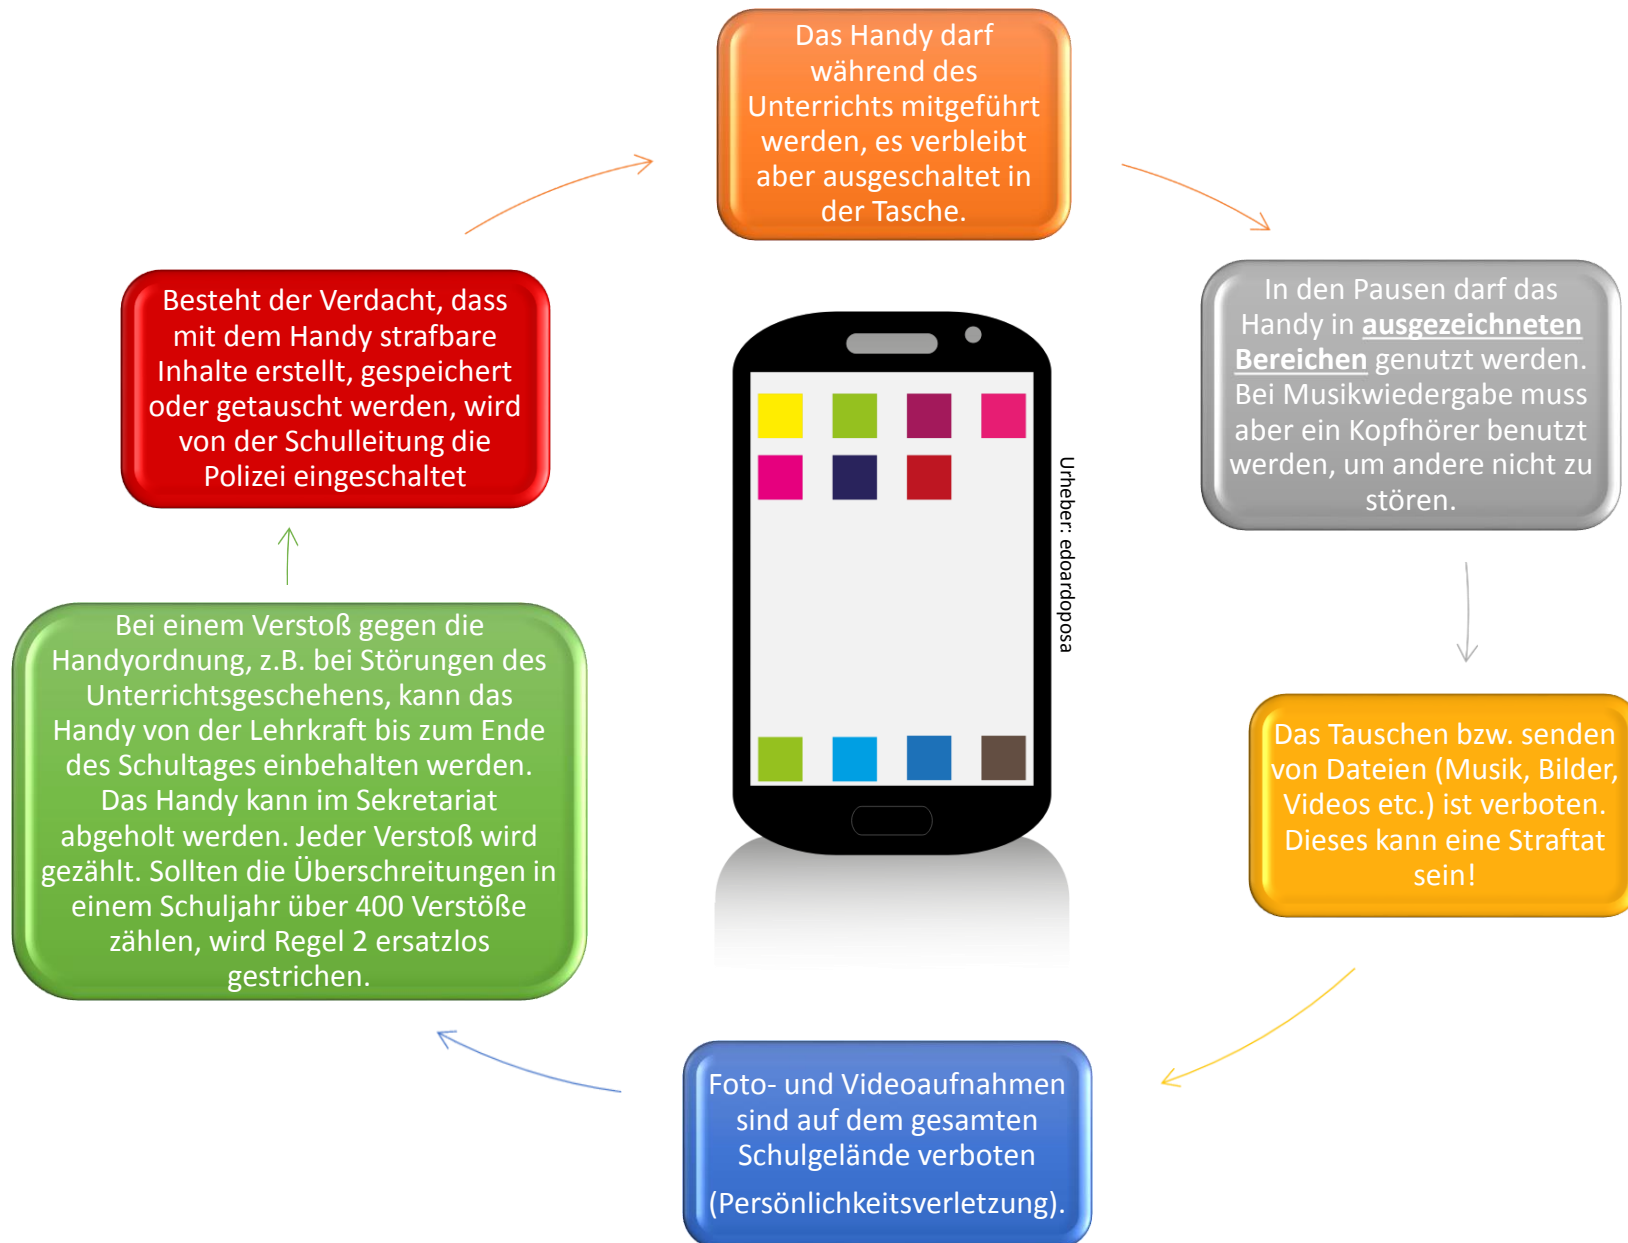 Das Handy darf
während des
Unterrichts mitgeführt
werden, es verbleibt
aber ausgeschaltet in
der Tasche.
In den Pausen darf das
Handy in ausgezeichneten
Bereichen genutzt werden.
Bei Musikwiedergabe muss
aber ein Kopfhörer benutzt
werden, um andere nicht zu
stören.
Das Tauschen bzw. senden
von Dateien (Musik, Bilder,
Videos etc.) ist verboten.
Dieses kann eine Straftat
sein!
Foto- und Videoaufnahmen
sind auf dem gesamten
Schulgelände verboten
(Persönlichkeitsverletzung).
Bei einem Verstoß gegen die
Handyordnung, z.B. bei Störungen des
Unterrichtsgeschehens, kann das
Handy von der Lehrkraft bis zum Ende
des Schultages einbehalten werden.
Das Handy kann im Sekretariat
abgeholt werden. Jeder Verstoß wird
gezählt. Sollten die Überschreitungen in
einem Schuljahr über 400 Verstöße
zählen, wird Regel 2 ersatzlos
gestrichen.
Besteht der Verdacht, dass
mit dem Handy strafbare
Inhalte erstellt, gespeichert
oder getauscht werden, wird
von der Schulleitung die
Polizei eingeschaltet
Urheber: edoardoposa